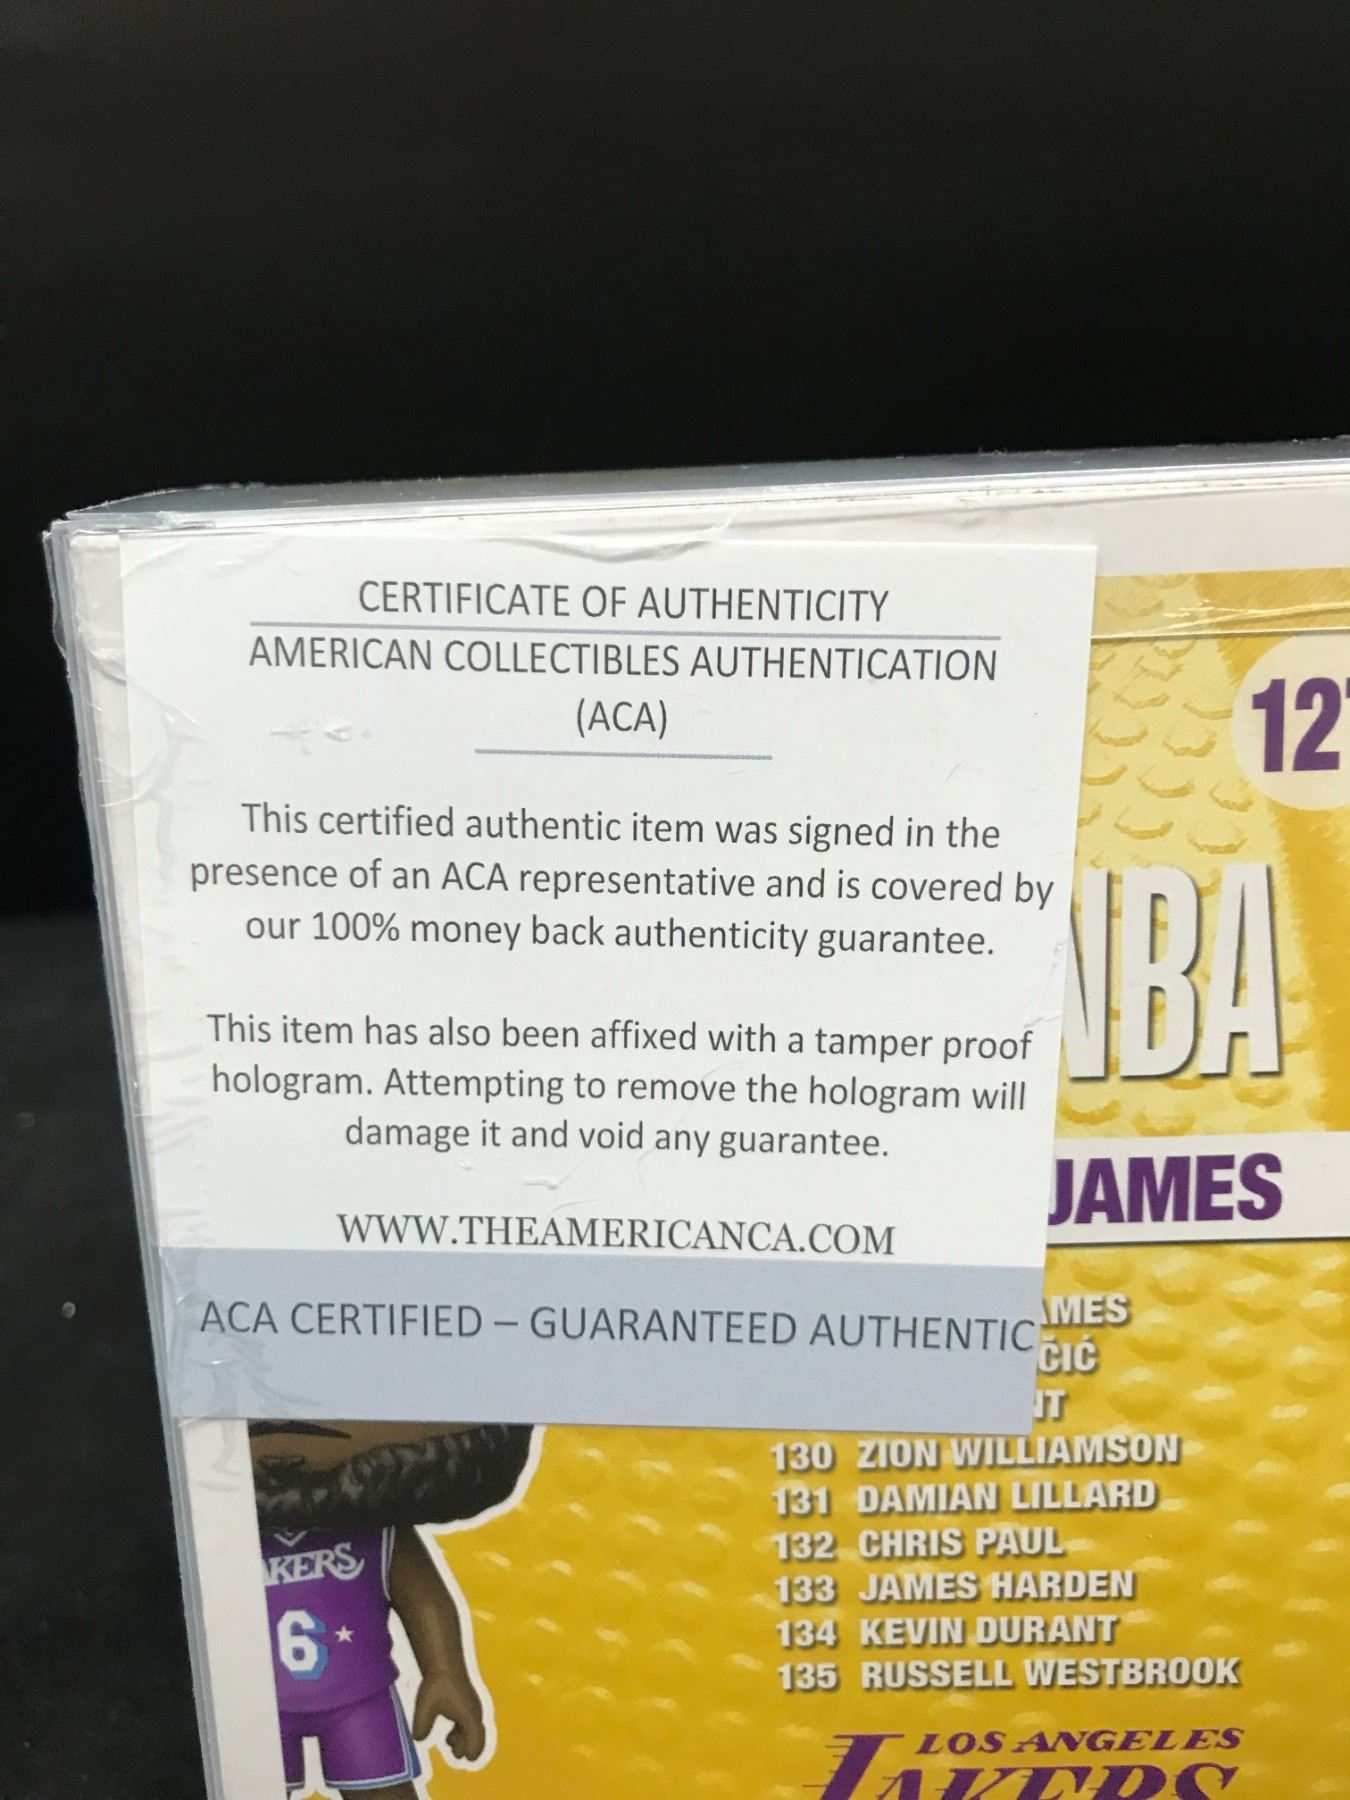 CERTIFICATE OF AUTHENTICITY
AMERICAN COLLECTIBLES AUTHENTICATION
(ACA)
This certified authentic item was signed in the
presence of an ACA representative and is covered by
our 100% money back authenticity guarantee.
This item has also been affixed with a tamper proof
hologram. Attempting to remove the hologram will
damage it and void any guarantee.
WWW.THEAMERICANCA.COM
ACA CERTIFIED – GUARANTEED AUTHENTIC
NBA
JAMES
130 ZION WILLIAMSON
131 DAMIAN LILLARD
132 CHRIS PAUL
133 JAMES HARDEN
134 KEVIN DURANT
135 RUSSELL WESTBROOK
LOS ANGELES
LAKERS
6